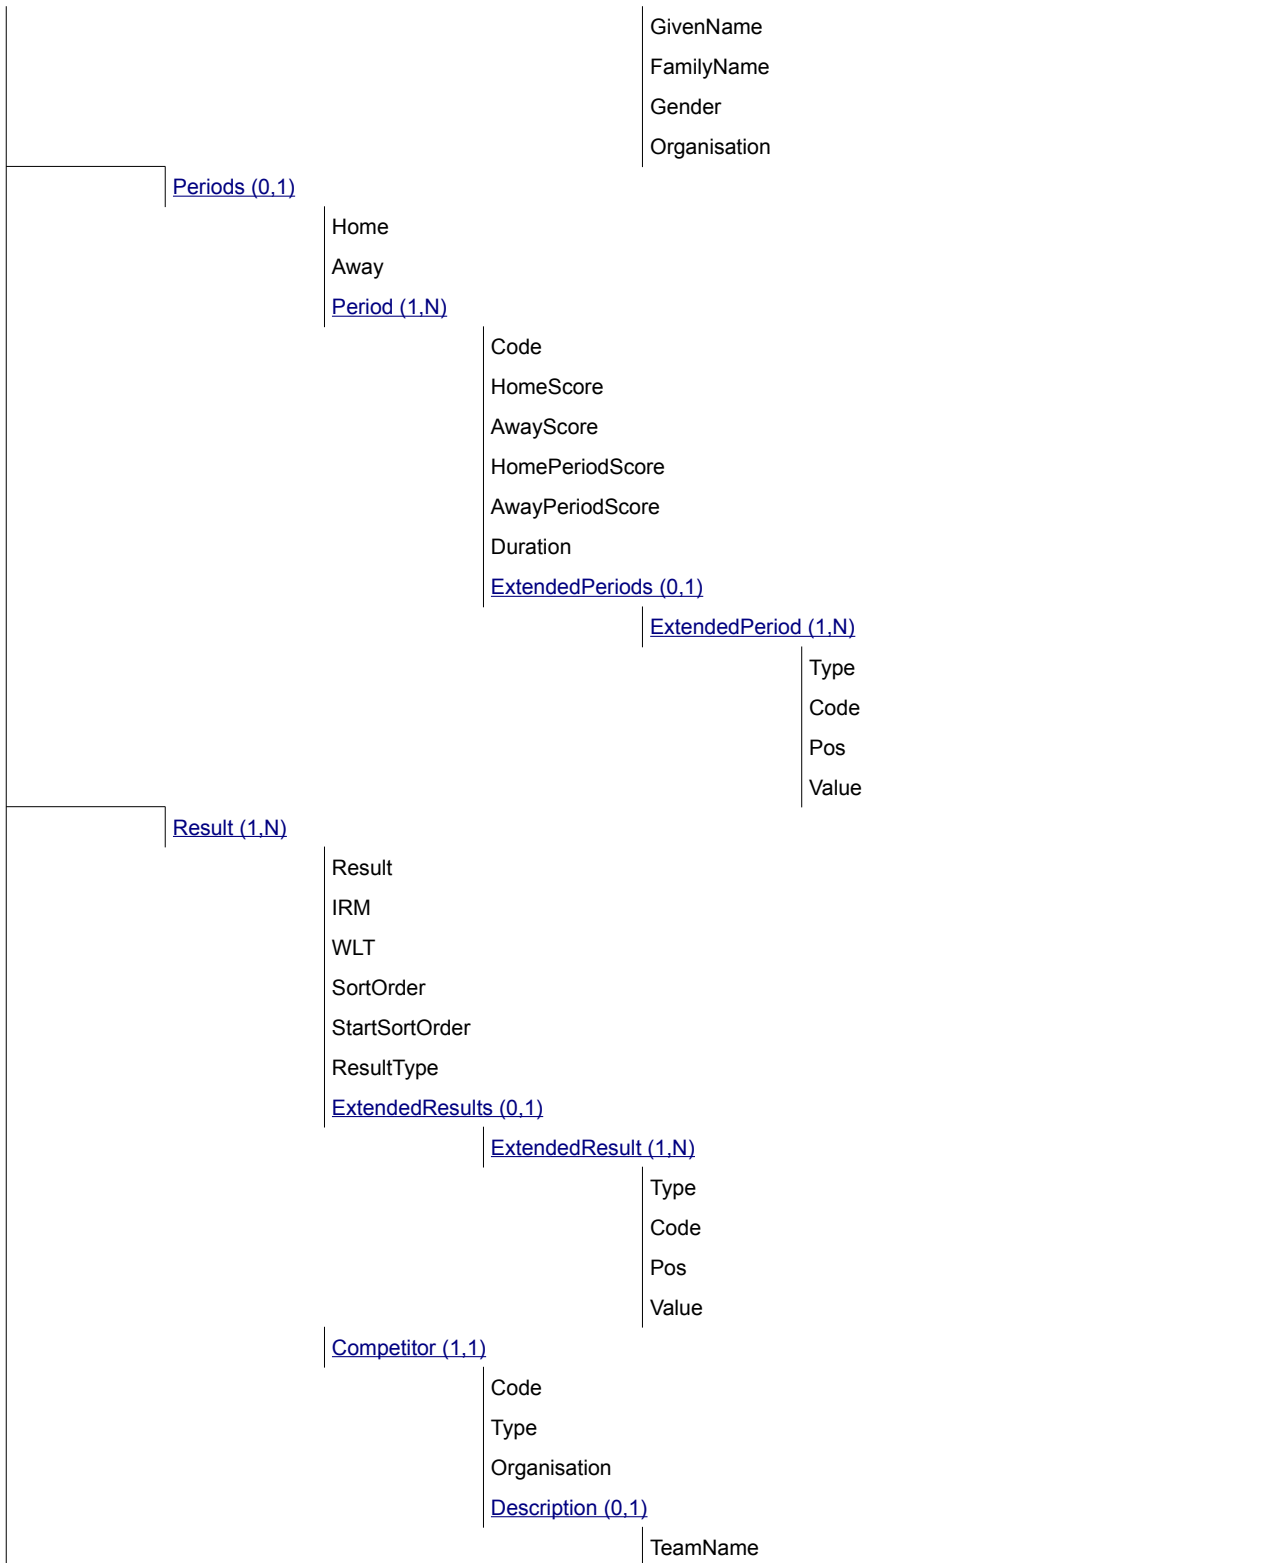 GivenName
FamilyName
Gender
Organisation
Periods (0,1)
Home
Away
Period (1,N)
Code
HomeScore
AwayScore
HomePeriodScore
AwayPeriodScore
Duration
ExtendedPeriods (0,1)
ExtendedPeriod (1,N)
Type
Code
Pos
Value
Result (1,N)
Result
IRM
WLT
SortOrder
StartSortOrder
ResultType
ExtendedResults (0,1)
ExtendedResult (1,N)
Type
Code
Pos
Value
Competitor (1,1)
Code
Type
Organisation
Description (0,1)
TeamName